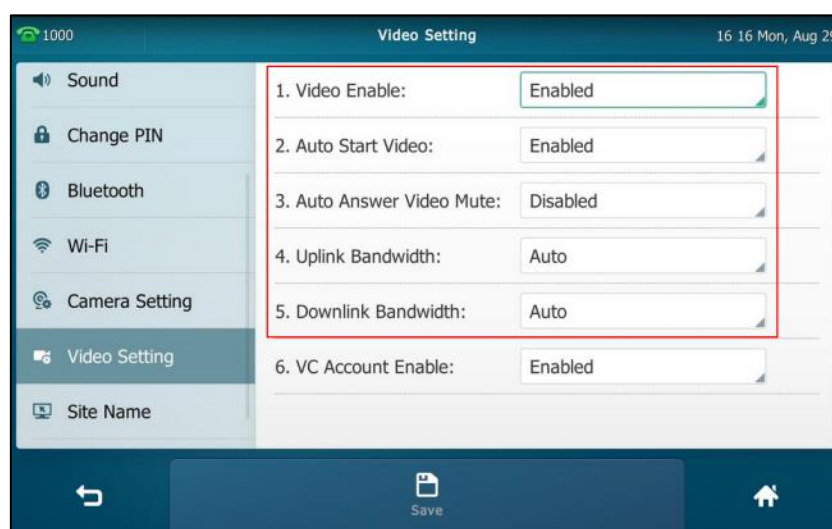 1000
Video Setting
16 16 Mon, Aug 29
Sound
Change PIN
Bluetooth
Wi-Fi
Camera Setting
Video Setting
Site Name
1. Video Enable: Enabled
2. Auto Start Video: Enabled
3. Auto Answer Video Mute: Disabled
4. Uplink Bandwidth: Auto
5. Downlink Bandwidth: Auto
6. VC Account Enable: Enabled
Save